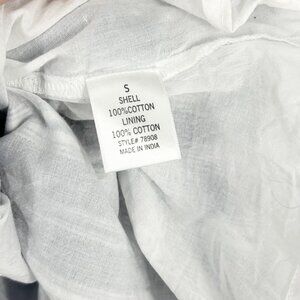 S
SHELL
100%COTTON
LINING
100% COTTON
STYLE# 78908
MADE IN INDIA